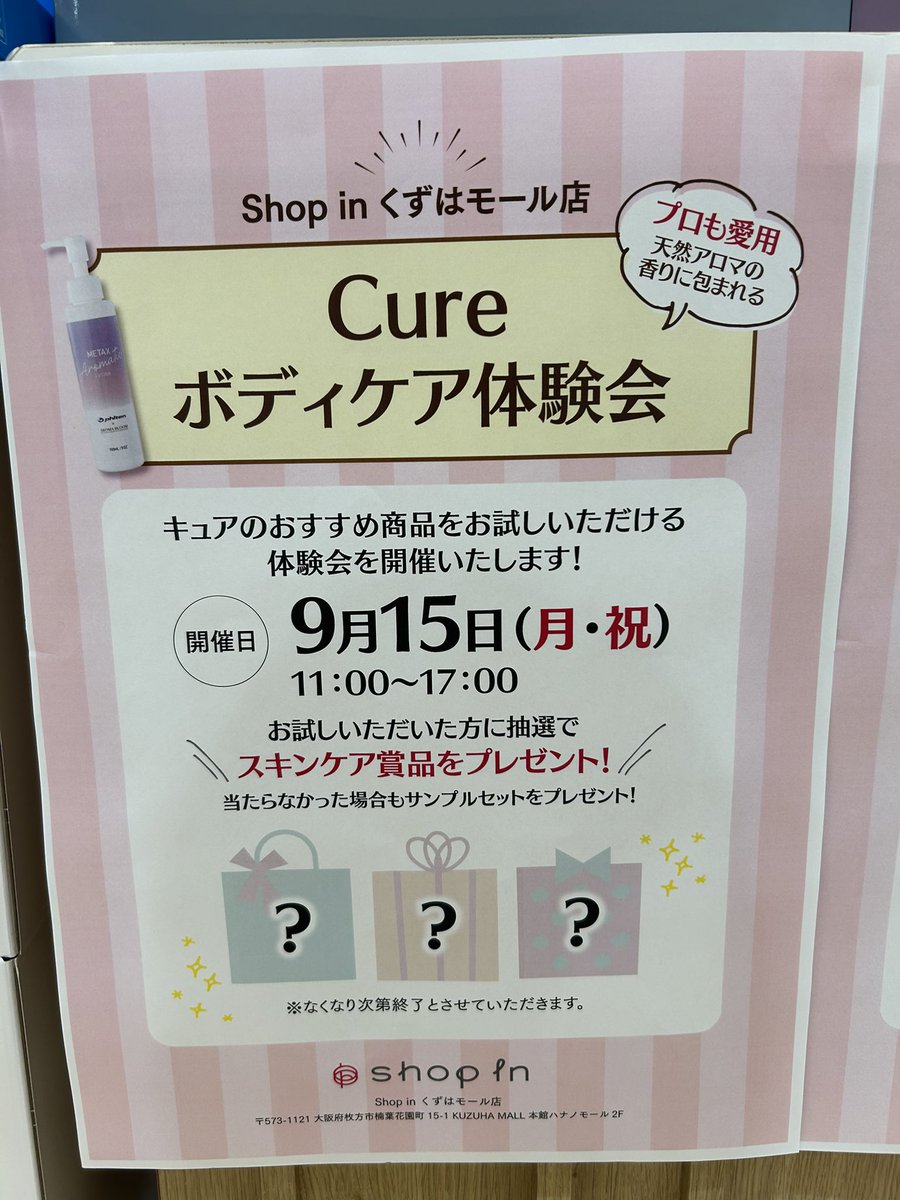 Shop in くずはモール店
プロも愛用
天然アロマの
香りに包まれる
Cure
ボディケア体験会
METAX
Aromable
phiten
AROMA BLOOM
キュアのおすすめ商品をお試しいただける
体験会を開催いたします!
開催日
9月15日(月・祝)
11:00〜17:00
お試しいただいた方に抽選で
スキンケア賞品をプレゼント!
当たらなかった場合もサンプルセットをプレゼント!
? ? ?
※なくなり次第終了とさせていただきます。
shop in
Shop in くずはモール店
〒573-1121 大阪府枚方市楠葉花園町 15-1 KUZUHA MALL 本館ハナノモール 2F